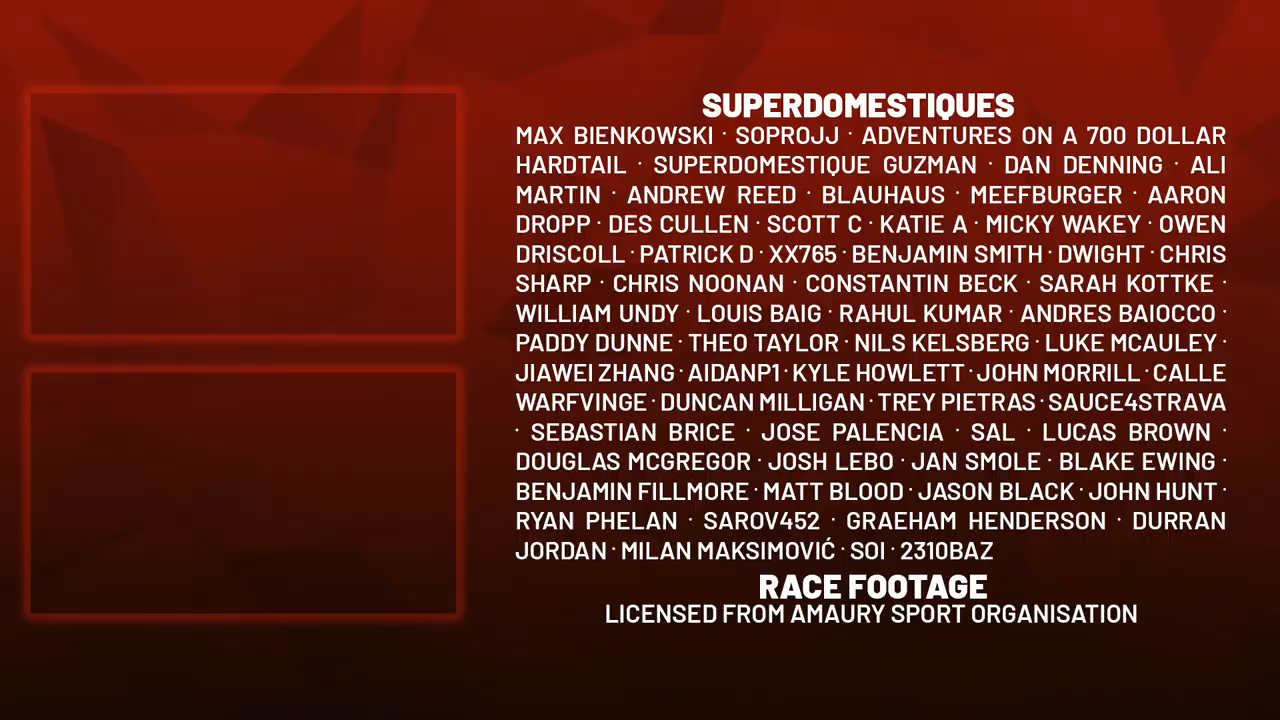 SUPERDOMESTIQUES
MAX BIENKOWSKI · SOPROJJ · ADVENTURES ON A 700 DOLLAR
HARDTAIL · SUPERDOMESTIQUE GUZMAN · DAN DENNING · ALI
MARTIN · ANDREW REED · BLAUHAUS · MEEFBURGER · AARON
DROPP · DES CULLEN · SCOTT C · KATIE A · MICKY WAKEY · OWEN
DRISCOLL · PATRICK D · XX765 · BENJAMIN SMITH · DWIGHT · CHRIS
SHARP · CHRIS NOONAN · CONSTANTIN BECK · SARAH KOTTKE ·
WILLIAM UNDY · LOUIS BAIG · RAHUL KUMAR · ANDRES BAIOCCO ·
PADDY DUNNE · THEO TAYLOR · NILS KELSBERG · LUKE MCAULEY ·
JIAWEI ZHANG · AIDANP1 · KYLE HOWLETT · JOHN MORRILL · CALLE
WARFVINGE · DUNCAN MILLIGAN · TREY PIETRAS · SAUCE4STRAVA
· SEBASTIAN BRICE · JOSE PALENCIA · SAL · LUCAS BROWN ·
DOUGLAS MCGREGOR · JOSH LEBO · JAN SMOLE · BLAKE EWING ·
BENJAMIN FILLMORE · MATT BLOOD · JASON BLACK · JOHN HUNT ·
RYAN PHELAN · SAROV452 · GRAEHAM HENDERSON · DURRAN
JORDAN · MILAN MAKSIMOVIĆ · SOI · 2310BAZ
RACE FOOTAGE
LICENSED FROM AMAURY SPORT ORGANISATION